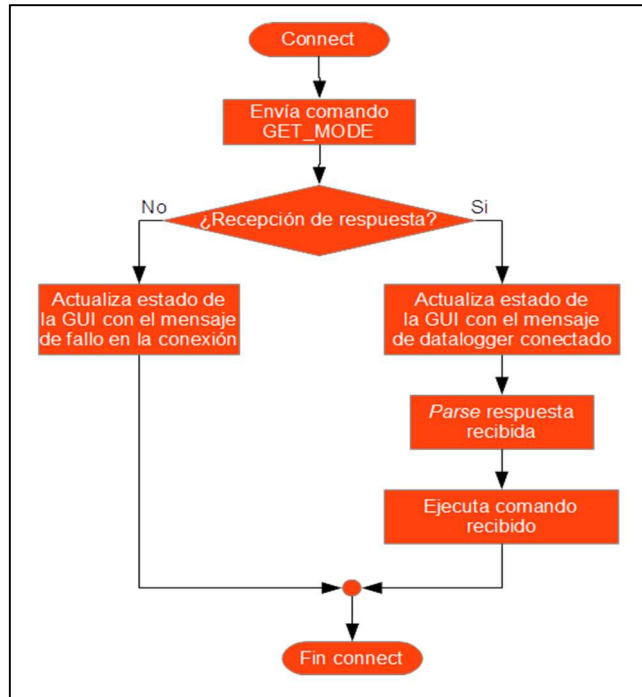 Connect
Envía comando
GET_MODE
No
¿Recepción de respuesta?
Si
Actualiza estado de
la GUI con el mensaje
de fallo en la conexión
Actualiza estado de
la GUI con el mensaje
de datalogger conectado
Parse respuesta
recibida
Ejecuta comando
recibido
Fin connect